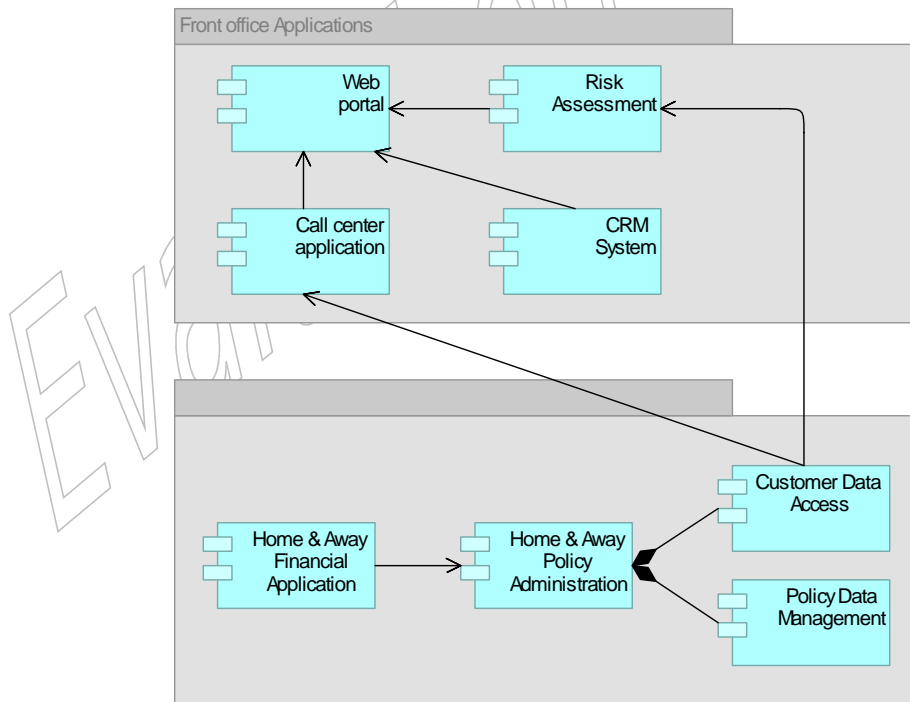 Front office Applications
Web
portal
Risk
Assessment
Call center
application
CRM
System
Customer Data
Access
Home & Away
Financial
Application
Home & Away
Policy
Administration
Policy Data
Management